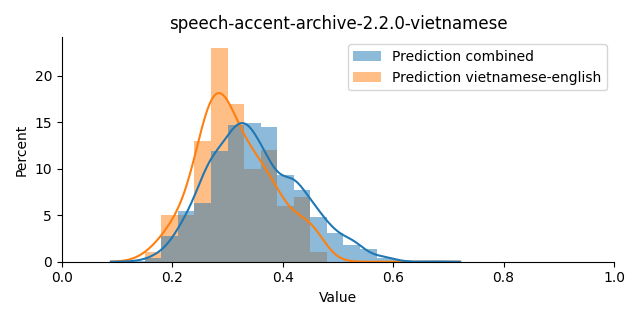 speech-accent-archive-2.2.0-vietnamese
Prediction combined
Prediction vietnamese-english
Percent
20
15
10
5
0
0.0 0.2 0.4 0.6 0.8 1.0
Value